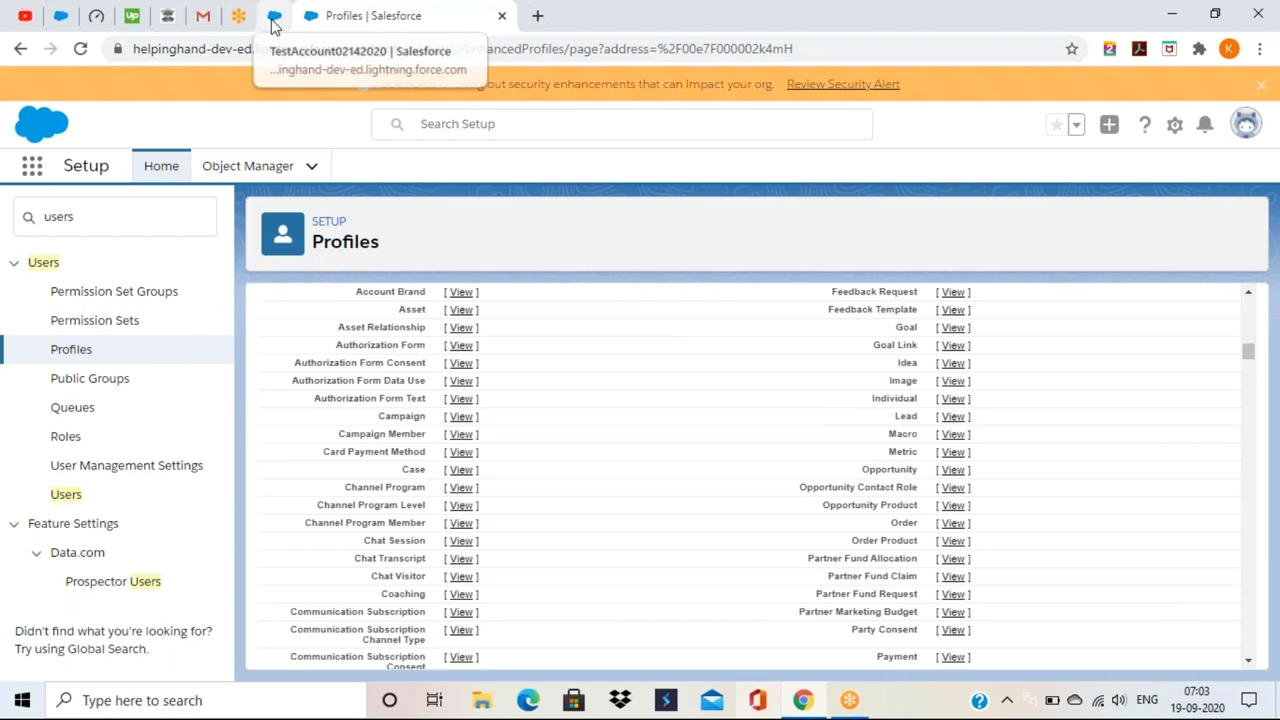 Profiles | Salesforce
helpinghand-dev-ed.
EnhancedProfiles/page?address=%2F00e7F000002k4mH
TestAccount02142020 | Salesforce
...inghand-dev-ed.lightning.force.com
out security enhancements that can impact your org. Review Security Alert
Search Setup
Setup
Home
Object Manager
users
Users
Permission Set Groups
Permission Sets
Profiles
Public Groups
Queues
Roles
User Management Settings
Users
Feature Settings
Data.com
Prospector Users
Didn't find what you're looking for?
Try using Global Search.
SETUP
Profiles
Account Brand [ View ] Feedback Request [ View ]
Asset [ View ] Feedback Template [ View ]
Asset Relationship [ View ] Goal [ View ]
Authorization Form [ View ] Goal Link [ View ]
Authorization Form Consent [ View ] Idea [ View ]
Authorization Form Data Use [ View ] Image [ View ]
Authorization Form Text [ View ] Individual [ View ]
Campaign [ View ] Lead [ View ]
Campaign Member [ View ] Macro [ View ]
Card Payment Method [ View ] Metric [ View ]
Case [ View ] Opportunity [ View ]
Channel Program [ View ] Opportunity Contact Role [ View ]
Channel Program Level [ View ] Opportunity Product [ View ]
Channel Program Member [ View ] Order [ View ]
Chat Session [ View ] Order Product [ View ]
Chat Transcript [ View ] Partner Fund Allocation [ View ]
Chat Visitor [ View ] Partner Fund Claim [ View ]
Coaching [ View ] Partner Fund Request [ View ]
Communication Subscription [ View ] Partner Marketing Budget [ View ]
Communication Subscription [ View ] Party Consent [ View ]
Channel Type
Communication Subscription [ View ] Payment [ View ]
Consent
Type here to search
ENG
07:03
19-09-2020